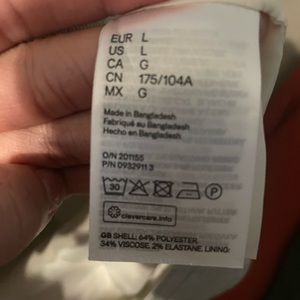 EUR L
US L
CA G
CN 175/104A
MX G
Made in Bangladesh
Fabriqué au Bangladesh
Hecho en Bangladesh
O/N 201155
P/N 0932911 3
30 P
clevercare.info
GB SHELL: 64% POLYESTER,
34% VISCOSE, 2% ELASTANE. LINING: